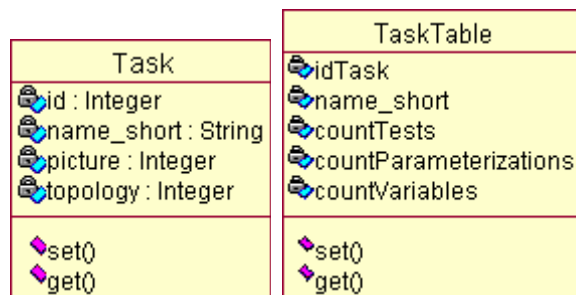 Task
id : Integer
name_short : String
picture : Integer
topology : Integer
set()
get()
TaskTable
idTask
name_short
countTests
countParameterizations
countVariables
set()
get()